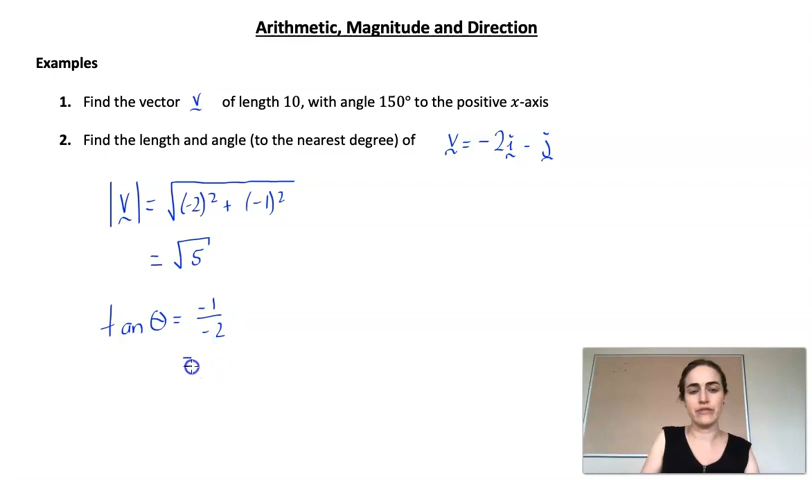 Arithmetic, Magnitude and Direction
Examples
1. Find the vector v of length 10, with angle 150° to the positive x-axis
2. Find the length and angle (to the nearest degree) of v = -2i - j
|v| = √((-2)² + (-1)²)
= √5
tan θ = -1/-2
=